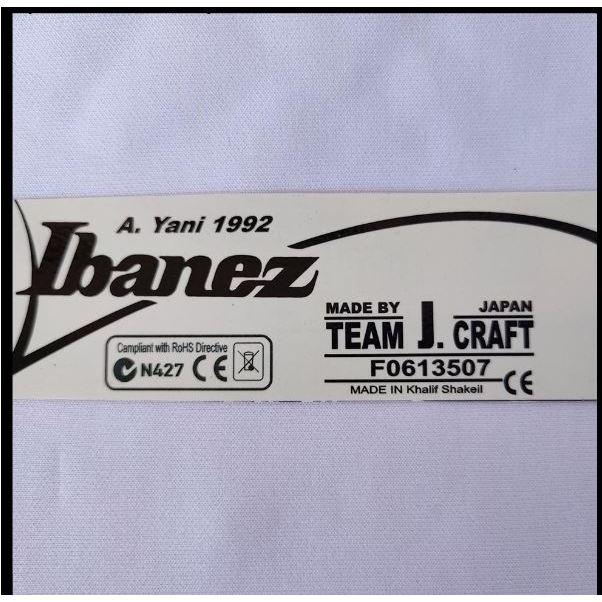 A. Yani 1992
Ibanez
Compliant with RoHS Directive
N427 CE
MADE BY JAPAN
TEAM J. CRAFT
F0613507
MADE IN Khalif Shakeil CE